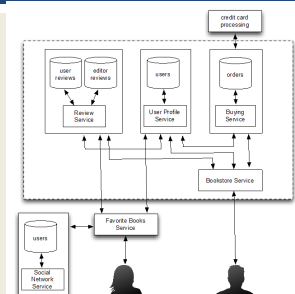 credit card
processing
user
reviews
editor
reviews
users
orders
Review
Service
User Profile
Service
Buying
Service
Bookstore Service
Favorite Books
Service
users
Social
Network
Service